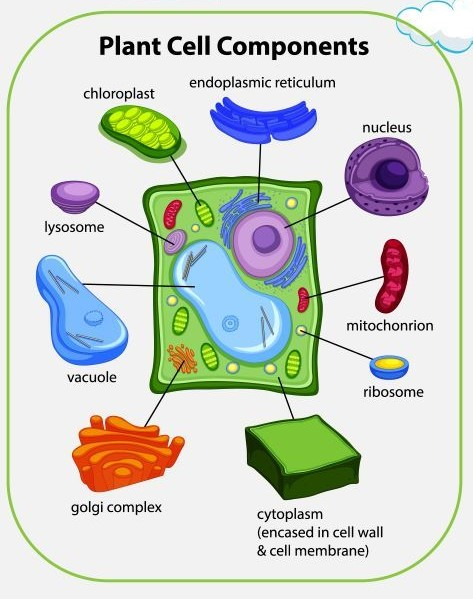 Plant Cell Components
endoplasmic reticulum
chloroplast
nucleus
lysosome
mitochonrion
vacuole
ribosome
golgi complex
cytoplasm
(encased in cell wall
& cell membrane)